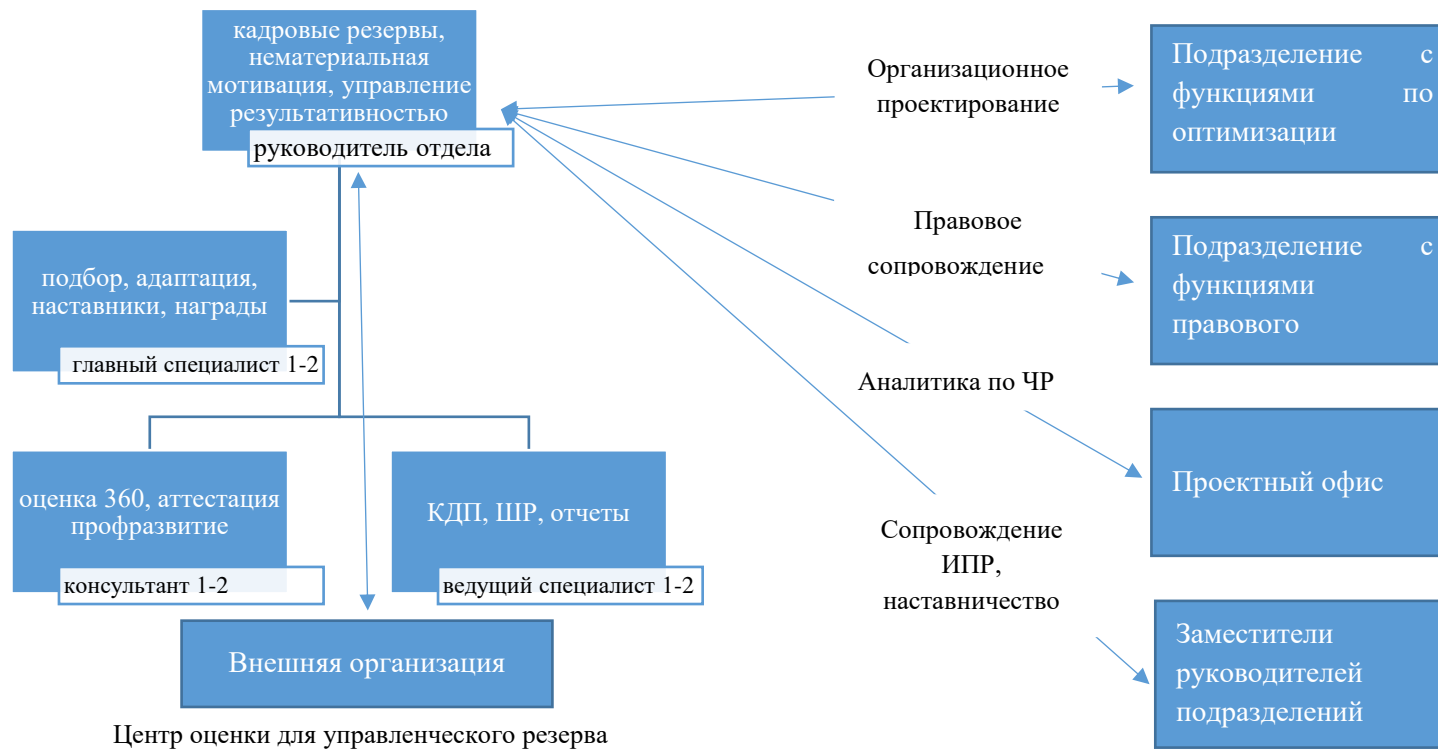 кадровые резервы,
нематериальная
мотивация, управление
результативностью
руководитель отдела
подбор, адаптация,
наставники, награды
главный специалист 1-2
оценка 360, аттестация
профразвитие
консультант 1-2
КДП, ШР, отчеты
ведущий специалист 1-2
Внешняя организация
Центр оценки для управленческого резерва
Организационное
проектирование
Правовое
сопровождение
Аналитика по ЧР
Сопровождение
ИПР,
наставничество
Подразделение с
функциями по
оптимизации
Подразделение с
функциями
правового
Проектный офис
Заместители
руководителей
подразделений